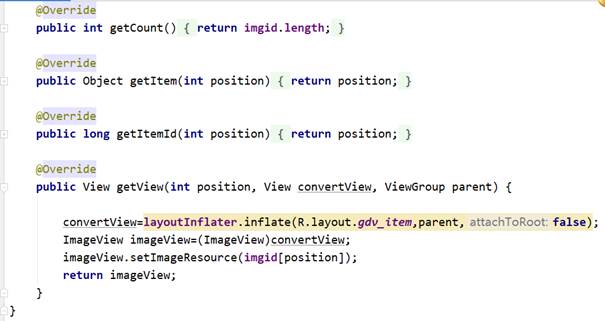 @Override
public int getCount() { return imgid.length; }
@Override
public Object getItem(int position) { return position; }
@Override
public long getItemId(int position) { return position; }
@Override
public View getView(int position, View convertView, ViewGroup parent) {
convertView=layoutInflater.inflate(R.layout.gdv_item,parent, attachToRoot: false);
ImageView imageView=(ImageView)convertView;
imageView.setImageResource(imgid[position]);
return imageView;
}
}